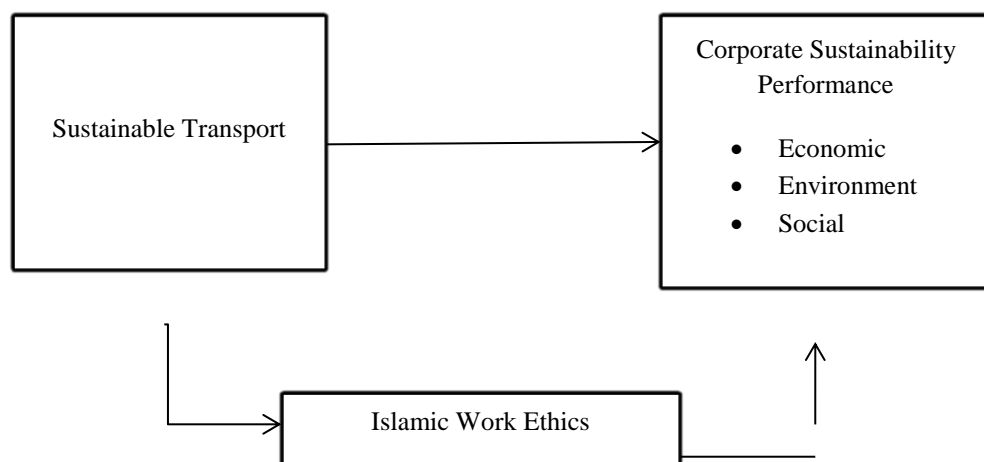 Sustainable Transport
Corporate Sustainability
Performance
• Economic
• Environment
• Social
Islamic Work Ethics